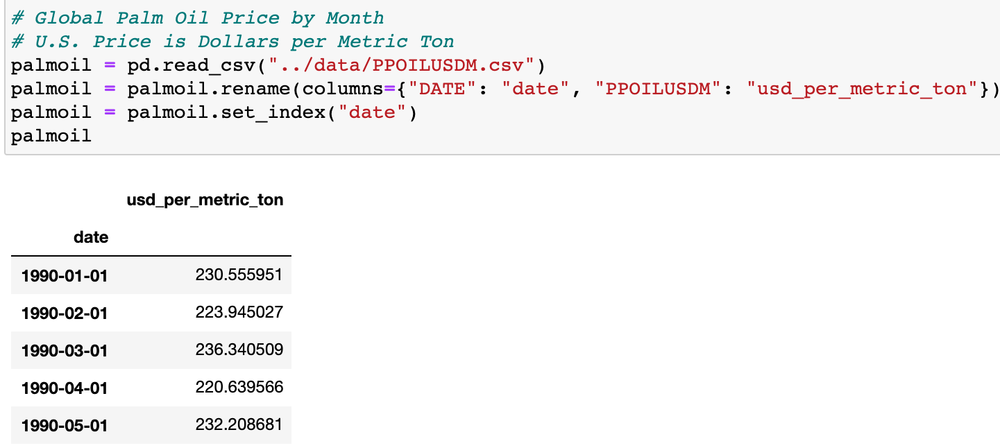 # Global Palm Oil Price by Month
# U.S. Price is Dollars per Metric Ton
palmoil = pd.read_csv("../data/PPOILUSDM.csv")
palmoil = palmoil.rename(columns={"DATE": "date", "PPOILUSDM": "usd_per_metric_ton"})
palmoil = palmoil.set_index("date")
palmoil
usd_per_metric_ton
date
1990-01-01 230.555951
1990-02-01 223.945027
1990-03-01 236.340509
1990-04-01 220.639566
1990-05-01 232.208681